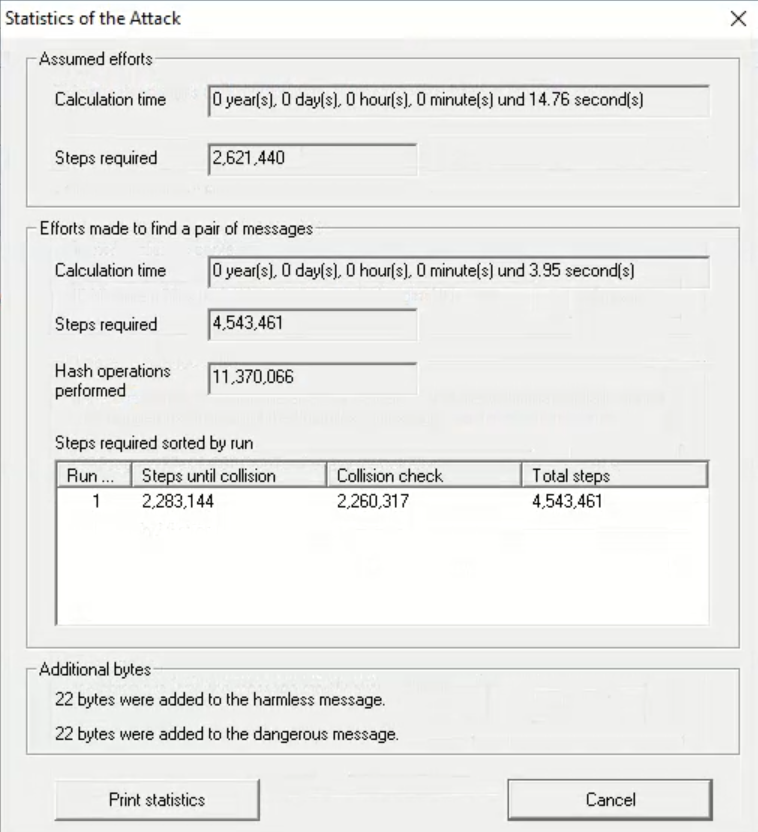 Statistics of the Attack
Assumed efforts
Calculation time 0 year(s), 0 day(s), 0 hour(s), 0 minute(s) und 14.76 second(s)
Steps required 2,621,440
Efforts made to find a pair of messages
Calculation time 0 year(s), 0 day(s), 0 hour(s), 0 minute(s) und 3.95 second(s)
Steps required 4,543,461
Hash operations
performed 11,370,066
Steps required sorted by run
Run ... Steps until collision Collision check Total steps
1 2,283,144 2,260,317 4,543,461
Additional bytes
22 bytes were added to the harmless message.
22 bytes were added to the dangerous message.
Print statistics Cancel